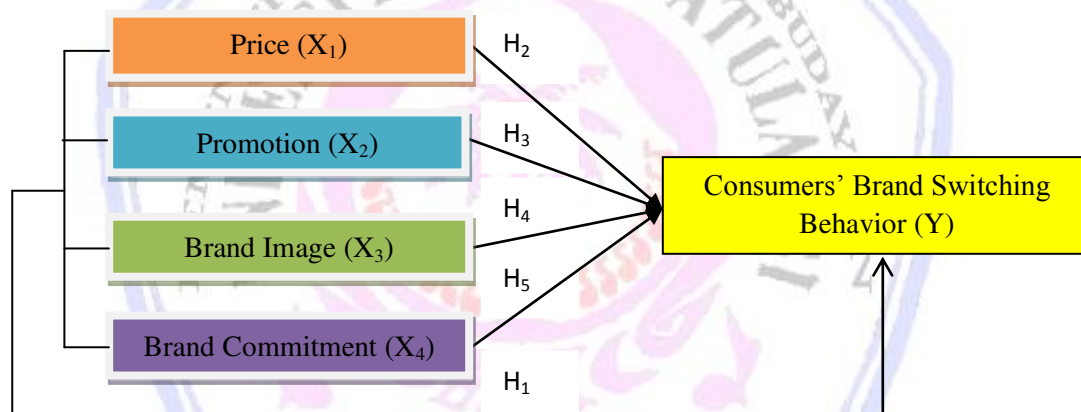 Price (X₁)
H₂
Promotion (X₂)
H₃
Consumers’ Brand Switching
Behavior (Y)
H₄
Brand Image (X₃)
H₅
Brand Commitment (X₄)
H₁